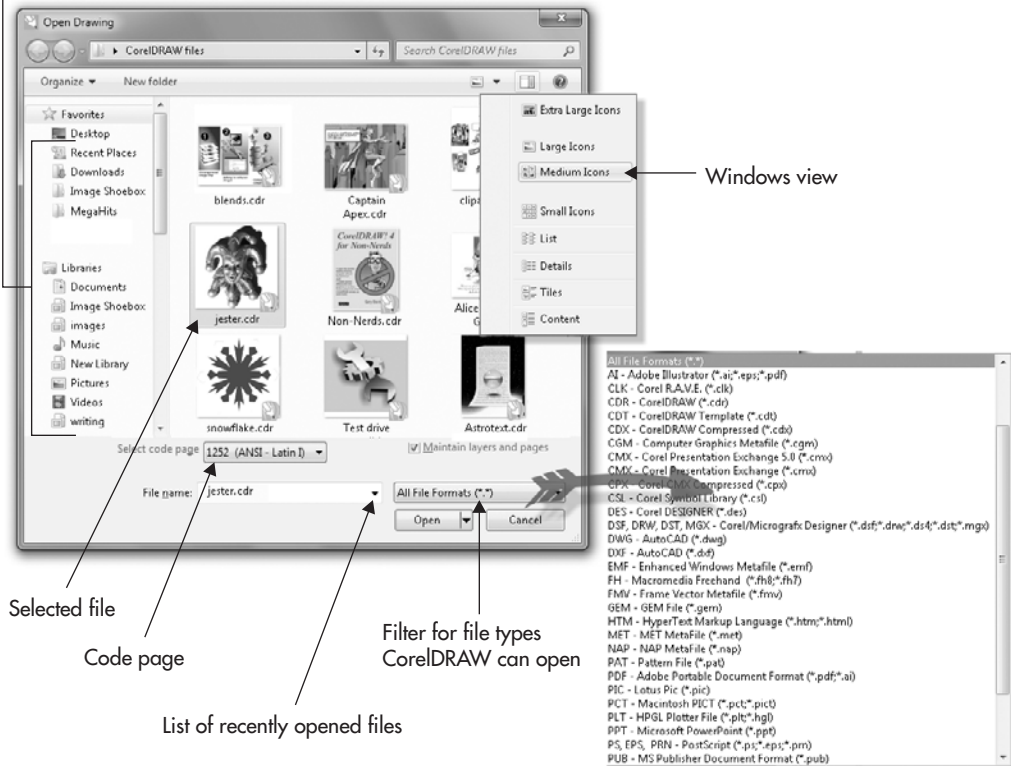 Open Drawing
CorelDRAW files
Search CorelDRAW files
Organize
New folder
Favorites
Desktop
Recent Places
Downloads
Image Shoebox
MegaHits
Libraries
Documents
Image Shoebox
images
Music
New Library
Pictures
Videos
writing
blends.cdr
Captain
Apex.cdr
CorelDRAW! 4
for Non-Nerds
jester.cdr
Non-Nerds.cdr
Alice
snowflake.cdr
Test drive
Astrotext.cdr
Extra Large Icons
Large Icons
Medium Icons
Small Icons
List
Details
Tiles
Content
Windows view
Select code page
1252 (ANSI - Latin I)
Maintain layers and pages
File name:
jester.cdr
All File Formats (*.*)
Open
Cancel
Selected file
Code page
List of recently opened files
Filter for file types
CorelDRAW can open
All File Formats (*.*)
AI - Adobe Illustrator (*.ai;*.eps;*.pdf)
CLK - Corel R.A.V.E. (*.clk)
CDR - CorelDRAW (*.cdr)
CDT - CorelDRAW Template (*.cdt)
CDX - CorelDRAW Compressed (*.cdx)
CGM - Computer Graphics Metafile (*.cgm)
CMX - Corel Presentation Exchange 5.0 (*.cmx)
CMX - Corel Presentation Exchange (*.cmx)
CPX - Corel CMX Compressed (*.cpx)
CSL - Corel Symbol Library (*.csl)
DES - Corel DESIGNER (*.des)
DSF, DRW, DST, MGX - Corel/Micrografx Designer (*.dsf;*.drw;*.ds4;*.dst;*.mgx)
DWG - AutoCAD (*.dwg)
DXF - AutoCAD (*.dxf)
EMF - Enhanced Windows Metafile (*.emf)
FH - Macromedia Freehand (*.fh8;*.fh7)
FMV - Frame Vector Metafile (*.fmv)
GEM - GEM File (*.gem)
HTM - HyperText Markup Language (*.htm;*.html)
MET - MET MetaFile (*.met)
NAP - NAP MetaFile (*.nap)
PAT - Pattern File (*.pat)
PDF - Adobe Portable Document Format (*.pdf;*.ai)
PIC - Lotus Pic (*.pic)
PCT - Macintosh PICT (*.pct;*.pict)
PLT - HPGL Plotter File (*.plt;*.hgl)
PPT - Microsoft PowerPoint (*.ppt)
PS, EPS, PRN - PostScript (*.ps;*.eps;*.prn)
PUB - MS Publisher Document Format (*.pub)